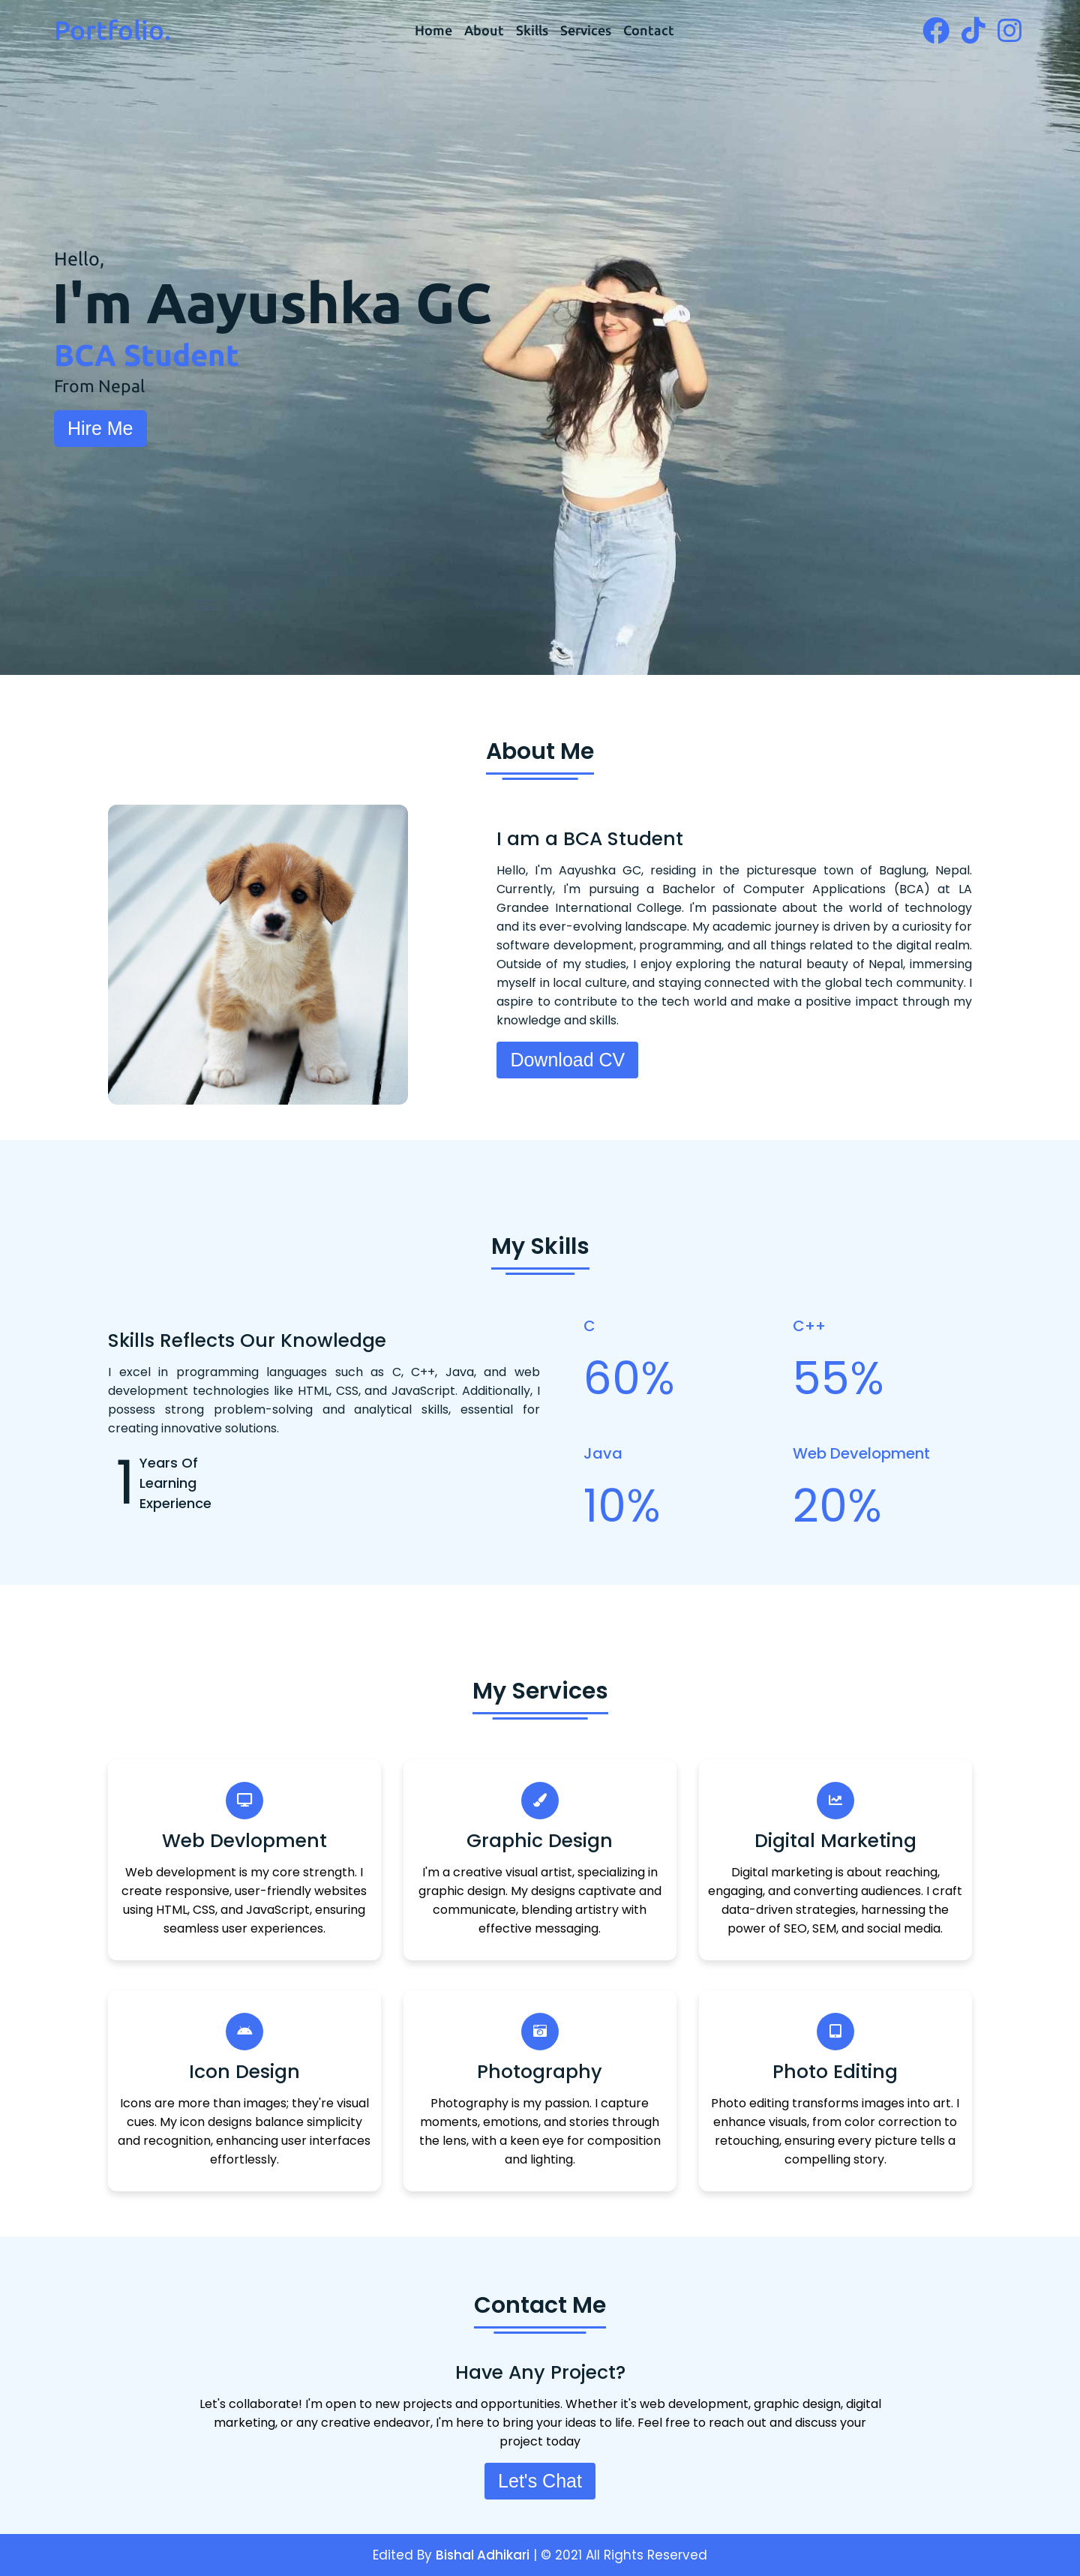 Portfolio.
Home About Skills Services Contact
Hello,
I'm Aayushka GC
BCA Student
From Nepal
Hire Me
About Me
I am a BCA Student
Hello, I'm Aayushka GC, residing in the picturesque town of Baglung, Nepal.
Currently, I'm pursuing a Bachelor of Computer Applications (BCA) at LA
Grandee International College. I'm passionate about the world of technology
and its ever-evolving landscape. My academic journey is driven by a curiosity for
software development, programming, and all things related to the digital realm.
Outside of my studies, I enjoy exploring the natural beauty of Nepal, immersing
myself in local culture, and staying connected with the global tech community. I
aspire to contribute to the tech world and make a positive impact through my
knowledge and skills.
Download CV
My Skills
Skills Reflects Our Knowledge
I excel in programming languages such as C, C++, Java, and web
development technologies like HTML, CSS, and JavaScript. Additionally, I
possess strong problem-solving and analytical skills, essential for
creating innovative solutions.
1
Years Of
Learning
Experience
C
60%
C++
55%
Java
10%
Web Development
20%
My Services
Web Devlopment
Web development is my core strength. I
create responsive, user-friendly websites
using HTML, CSS, and JavaScript, ensuring
seamless user experiences.
Graphic Design
I'm a creative visual artist, specializing in
graphic design. My designs captivate and
communicate, blending artistry with
effective messaging.
Digital Marketing
Digital marketing is about reaching,
engaging, and converting audiences. I craft
data-driven strategies, harnessing the
power of SEO, SEM, and social media.
Icon Design
Icons are more than images; they're visual
cues. My icon designs balance simplicity
and recognition, enhancing user interfaces
effortlessly.
Photography
Photography is my passion. I capture
moments, emotions, and stories through
the lens, with a keen eye for composition
and lighting.
Photo Editing
Photo editing transforms images into art. I
enhance visuals, from color correction to
retouching, ensuring every picture tells a
compelling story.
Contact Me
Have Any Project?
Let's collaborate! I'm open to new projects and opportunities. Whether it's web development, graphic design, digital
marketing, or any creative endeavor, I'm here to bring your ideas to life. Feel free to reach out and discuss your
project today
Let's Chat
Edited By Bishal Adhikari | © 2021 All Rights Reserved